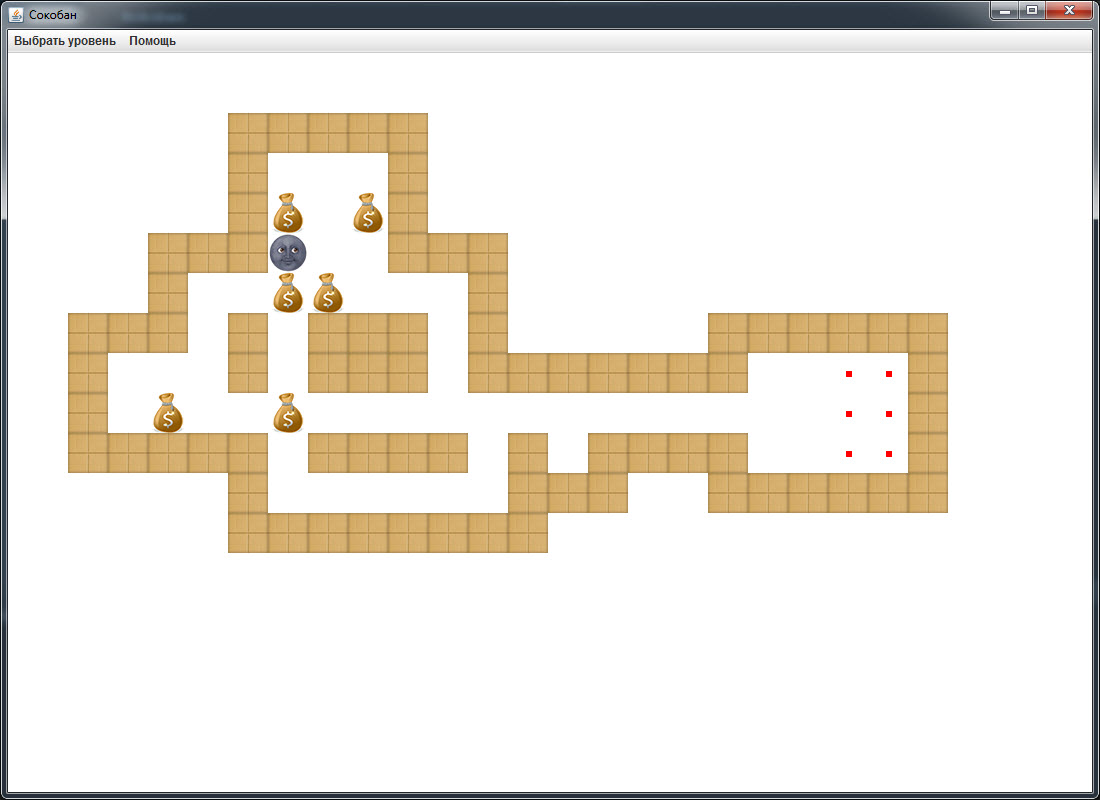 Сокобан
Выбрать уровень Помощь